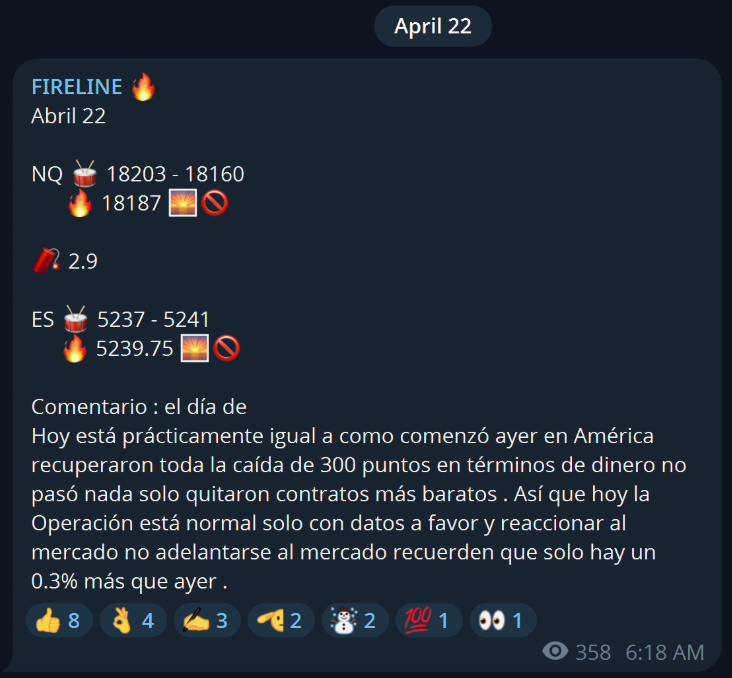 April 22
FIRELINE 🔥
Abril 22
NQ 🥁 18203 - 18160
🔥 18187 🌅🚫
🧨 2.9
ES 🥁 5237 - 5241
🔥 5239.75 🌅🚫
Comentario : el día de
Hoy está prácticamente igual a como comenzó ayer en América
recuperaron toda la caída de 300 puntos en términos de dinero no
pasó nada solo quitaron contratos más baratos . Así que hoy la
Operación está normal solo con datos a favor y reaccionar al
mercado no adelantarse al mercado recuerden que solo hay un
0.3% más que ayer .
👍 8 👌 4 ✍️ 3 🫳 2 ☃️ 2 💯 1 👀 1
358 6:18 AM